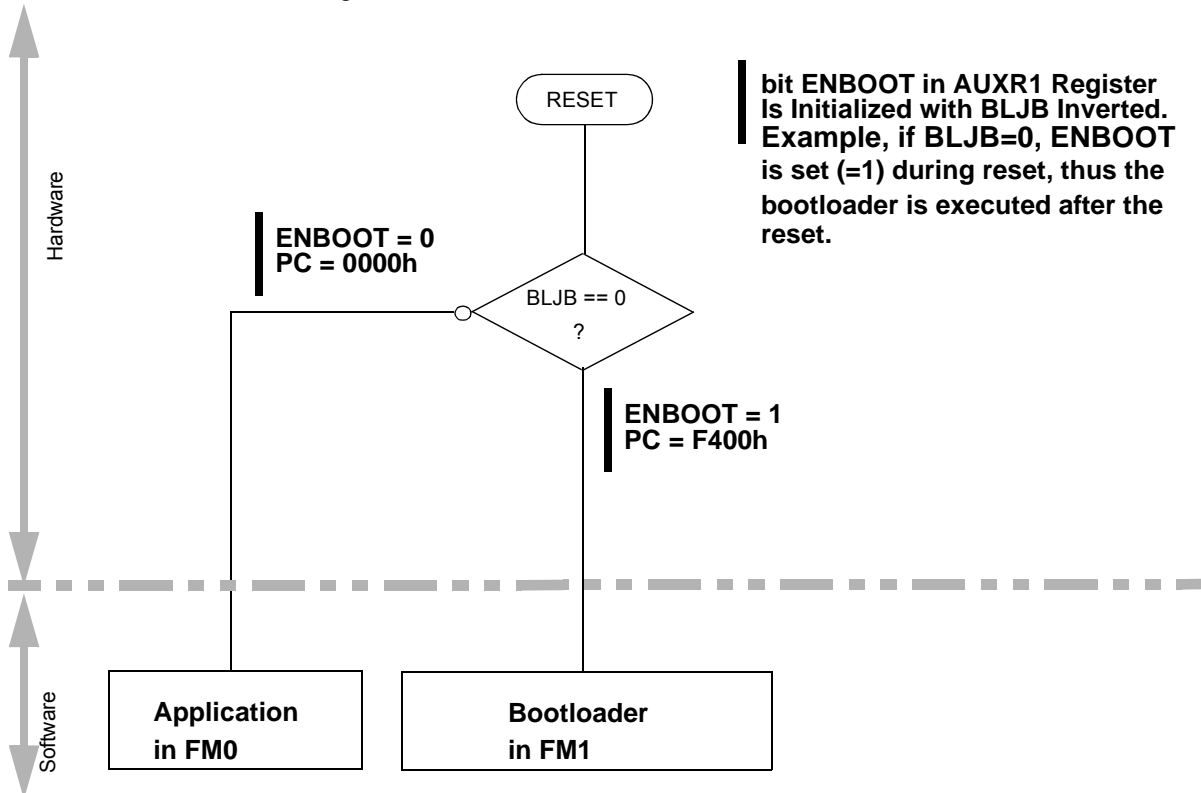 RESET
bit ENBOOT in AUXR1 Register
Is Initialized with BLJB Inverted.
Example, if BLJB=0, ENBOOT
is set (=1) during reset, thus the
bootloader is executed after the
reset.
Hardware
ENBOOT = 0
PC = 0000h
BLJB == 0
?
ENBOOT = 1
PC = F400h
Software
Application
in FM0
Bootloader
in FM1